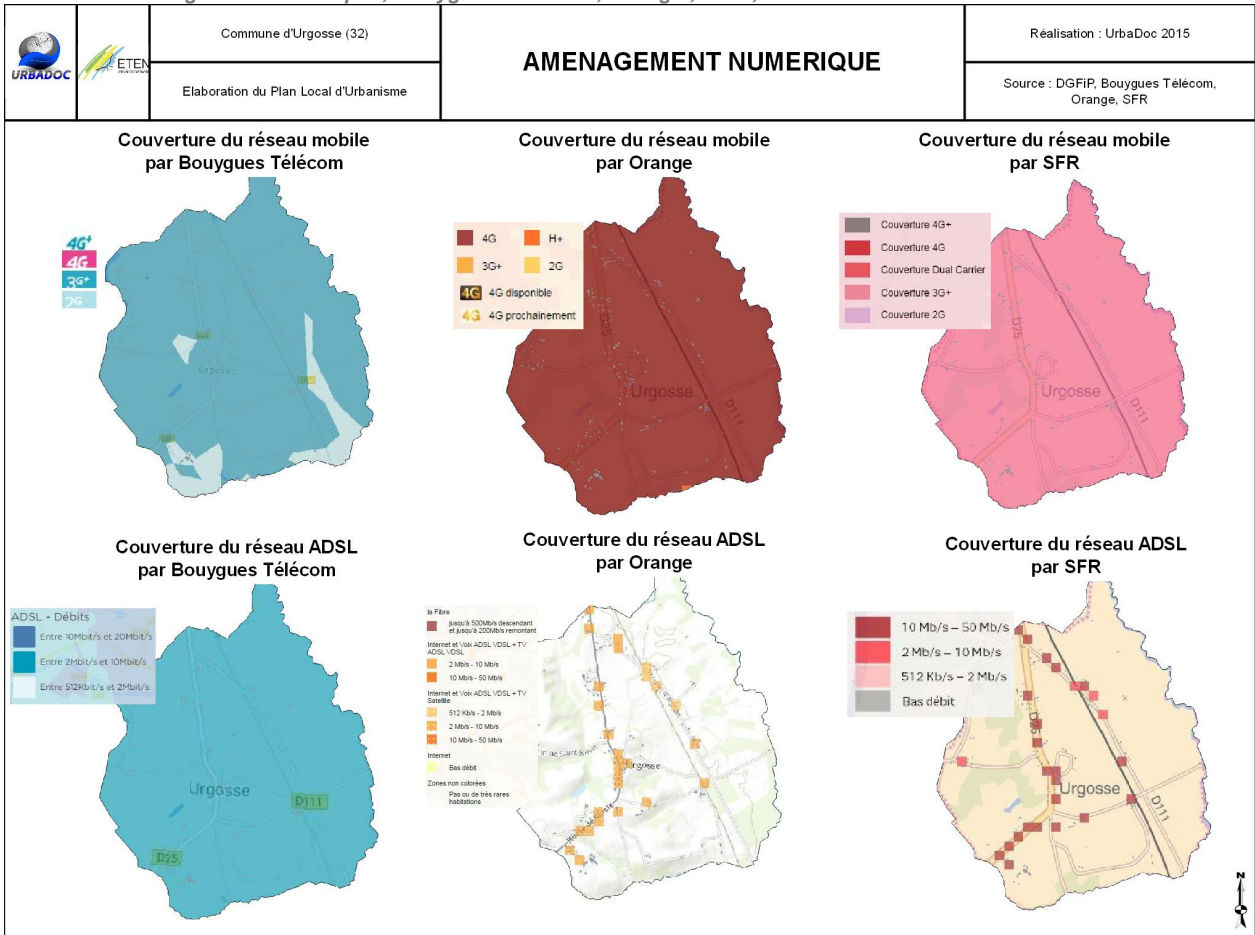 URBADOC
ETEN
Commune d'Urgosse (32)
Elaboration du Plan Local d'Urbanisme
AMENAGEMENT NUMERIQUE
Réalisation : UrbaDoc 2015
Source : DGFiP, Bouygues Télécom,
Orange, SFR
Couverture du réseau mobile
par Bouygues Télécom
4G+
4G
3G+
2G
Urgosse
Couverture du réseau mobile
par Orange
4G
H+
3G+
2G
4G 4G disponible
4G 4G prochainement
D25
Urgosse
D111
Couverture du réseau mobile
par SFR
Couverture 4G+
Couverture 4G
Couverture Dual Carrier
Couverture 3G+
Couverture 2G
D25
Urgosse
D111
Couverture du réseau ADSL
par Bouygues Télécom
ADSL - Débits
Entre 10Mbit/s et 20Mbit/s
Entre 2Mbit/s et 10Mbit/s
Entre 512Kbit/s et 2Mbit/s
Urgosse
D111
D25
Couverture du réseau ADSL
par Orange
la Fibre
jusqu'à 500Mb/s descendant
et jusqu'à 200Mb/s remontant
Internet et Voix ADSL VDSL + TV
ADSL VDSL
2 Mb/s - 10 Mb/s
10 Mb/s - 50 Mb/s
Internet et Voix ADSL VDSL + TV
Satellite
512 Kb/s - 2 Mb/s
2 Mb/s - 10 Mb/s
10 Mb/s - 50 Mb/s
Internet
Bas débit
Zones non colorées
Pas ou de très rares
habitations
Urgosse
Couverture du réseau ADSL
par SFR
10 Mb/s – 50 Mb/s
2 Mb/s – 10 Mb/s
512 Kb/s – 2 Mb/s
Bas débit
D25
Urgosse
D111
N